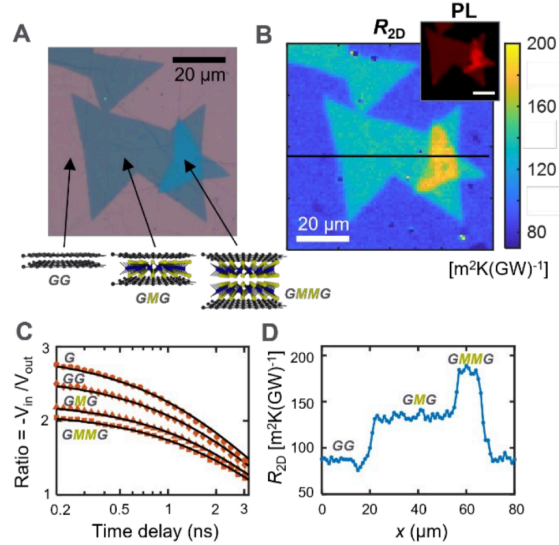 A
20 μm
GG
GMG
GMMG
B
R2D
PL
20 μm
200
160
120
80
[m²K(GW)⁻¹]
C
Ratio = -Vin /Vout
3
2
1
G
GG
GMG
GMMG
0.2
0.5
1
2
3
Time delay (ns)
D
R2D [m²K(GW)⁻¹]
200
150
100
50
GG
GMG
GMMG
0
20
40
60
80
x (μm)